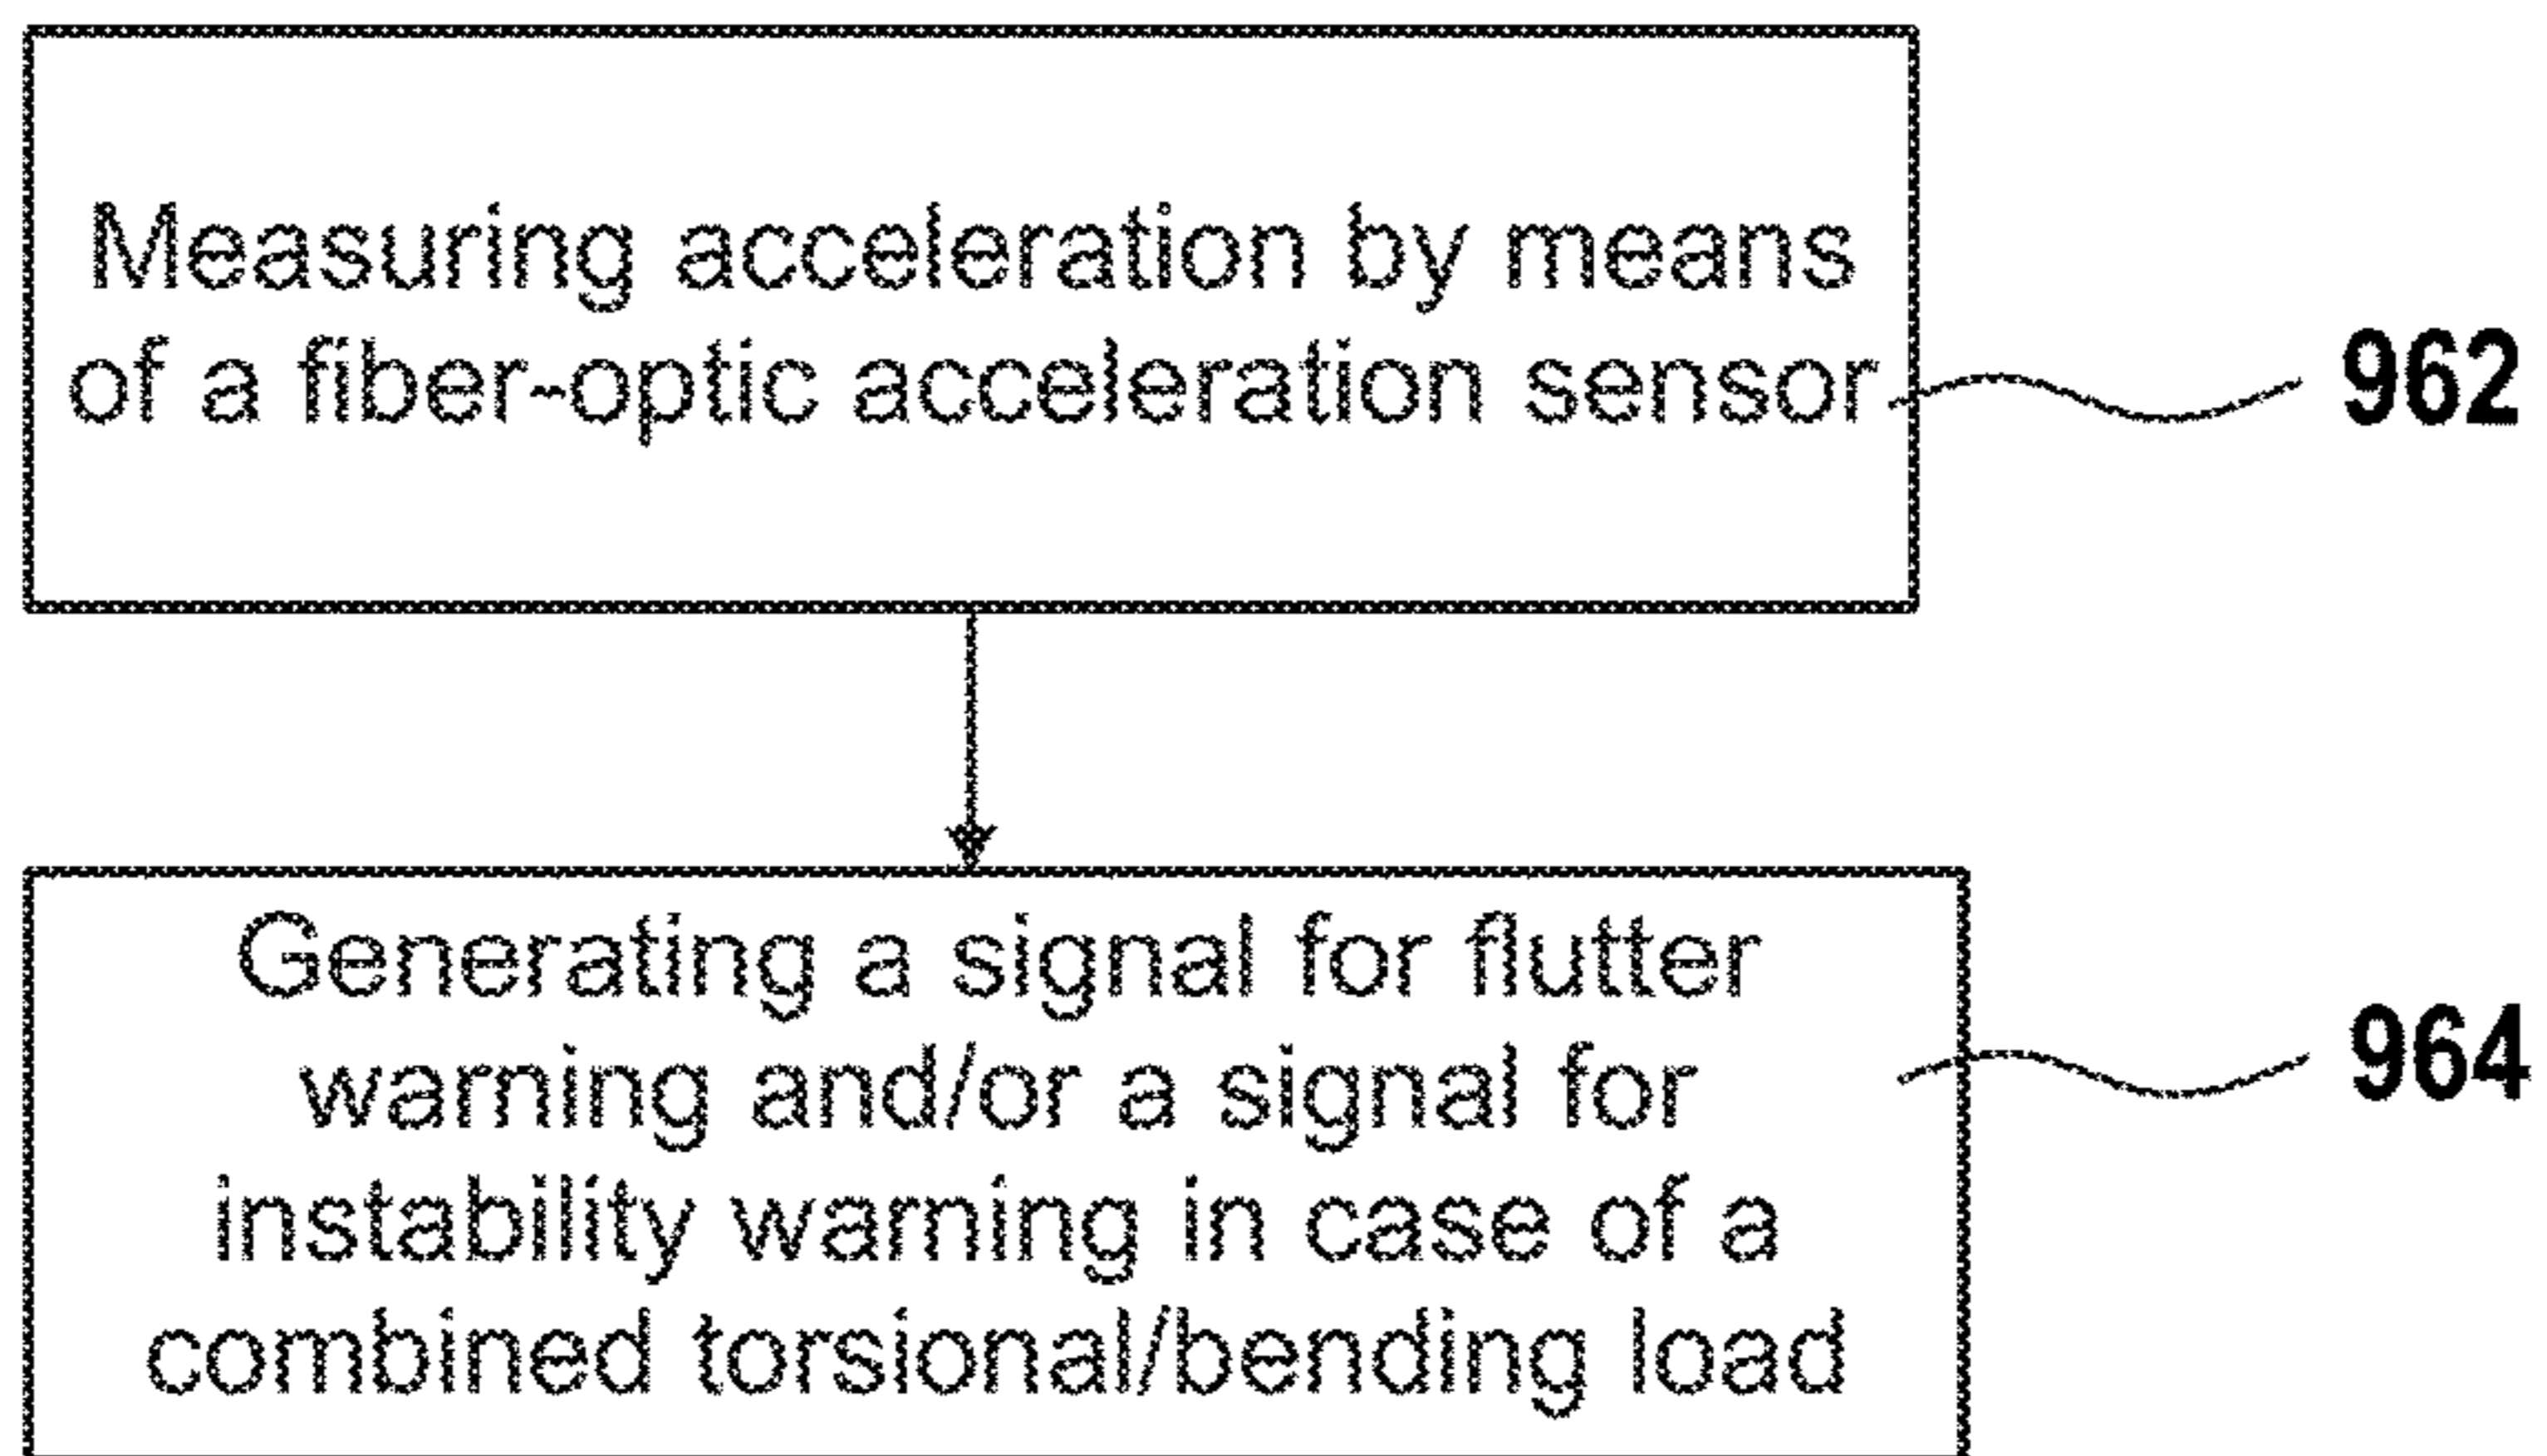 Measuring acceleration by means
of a fiber-optic acceleration sensor
962
Generating a signal for flutter
warning and/or a signal for
964
instability warning in case of a
combined torsional/bending load